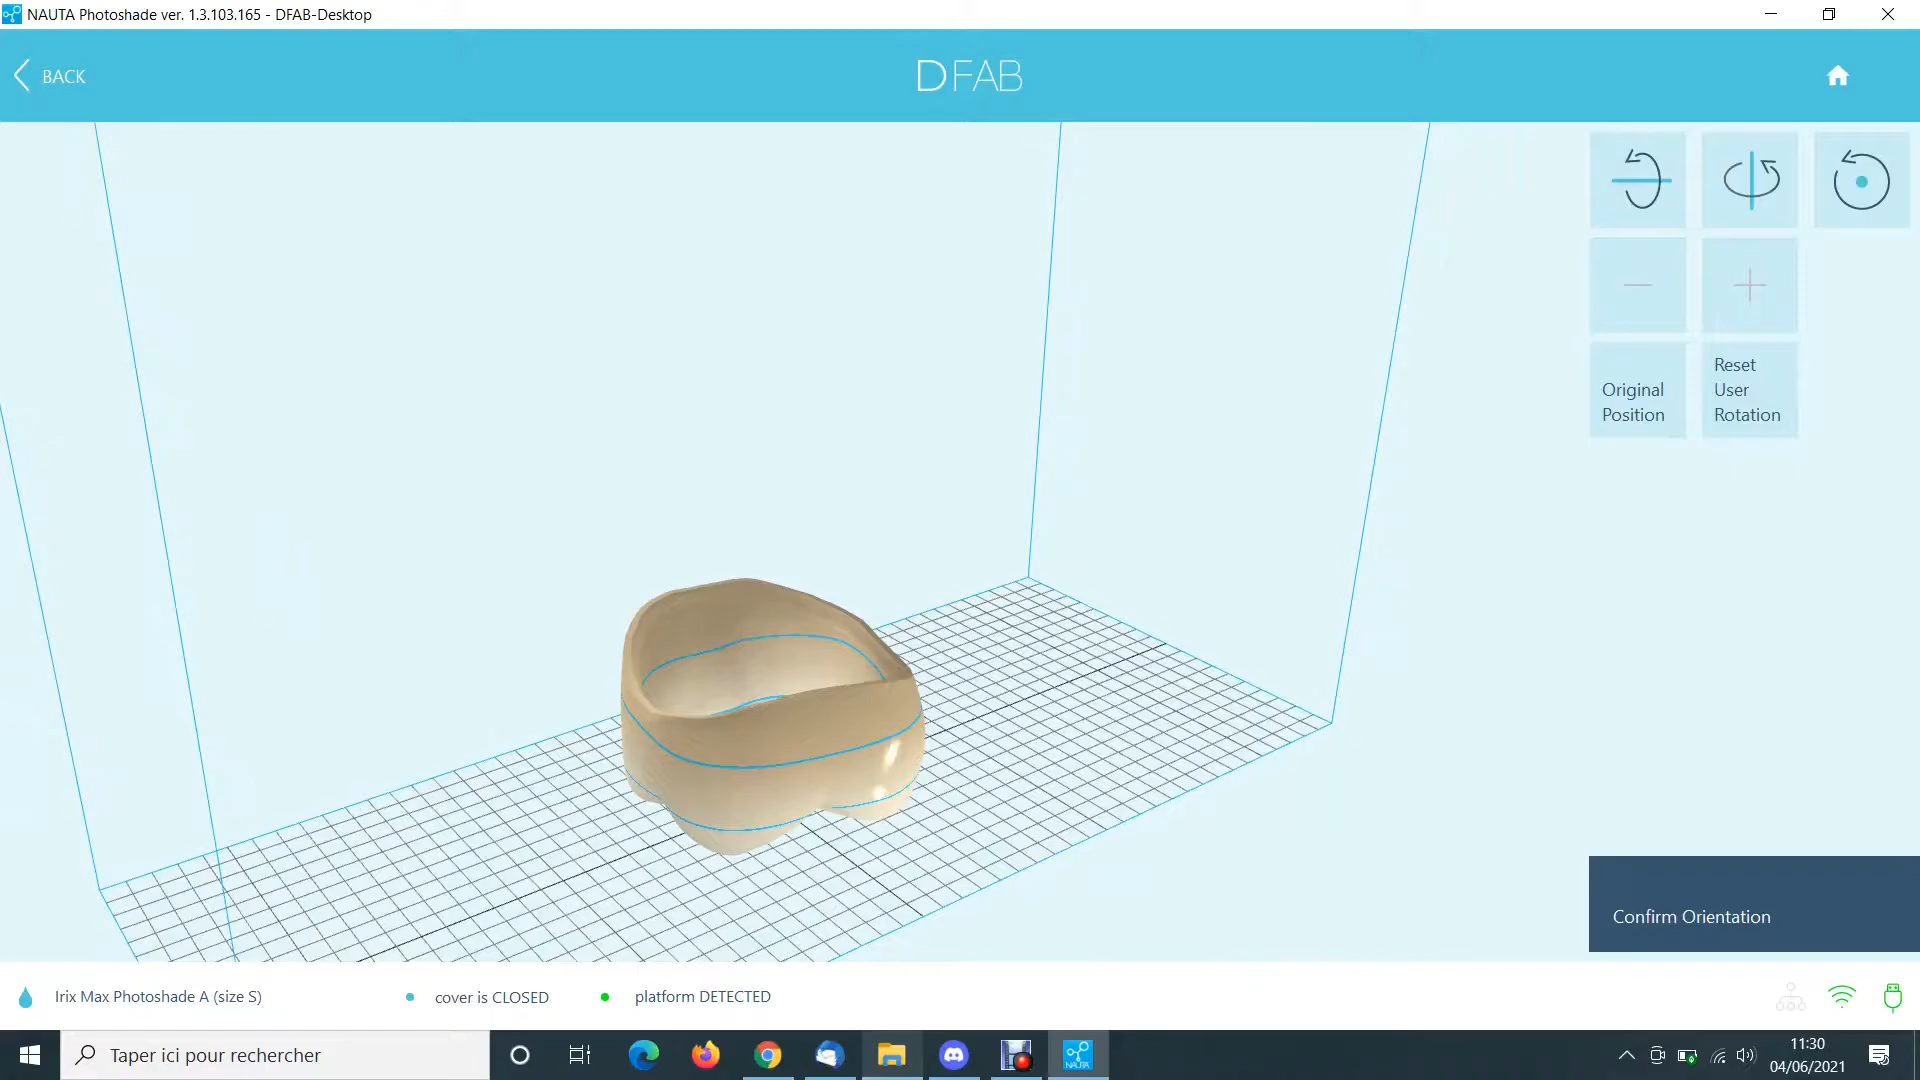 NAUTA Photoshade ver. 1.3.103.165 - DFAB-Desktop
BACK
DFAB
Original
Position
Reset
User
Rotation
Confirm Orientation
Irix Max Photoshade A (size S)
cover is CLOSED
platform DETECTED
Taper ici pour rechercher
NAUTA
11:30
04/06/2021